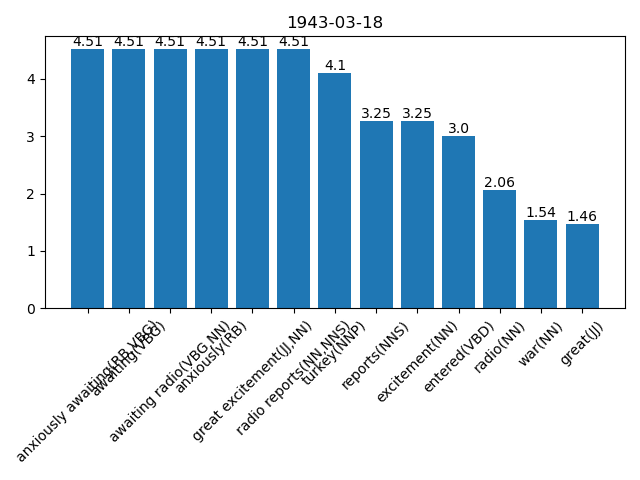 1943-03-18
4.51 4.51 4.51 4.51 4.51 4.51 4.1 3.25 3.25 3.0 2.06 1.54 1.46
4
3
2
1
0
anxiously awaiting(RB,VBG)
awaiting(VBG)
awaiting radio(VBG,NN)
anxiously(RB)
great excitement(JJ,NN)
radio reports(NN,NNS)
turkey(NNP)
reports(NNS)
excitement(NN)
entered(VBD)
radio(NN)
war(NN)
great(JJ)